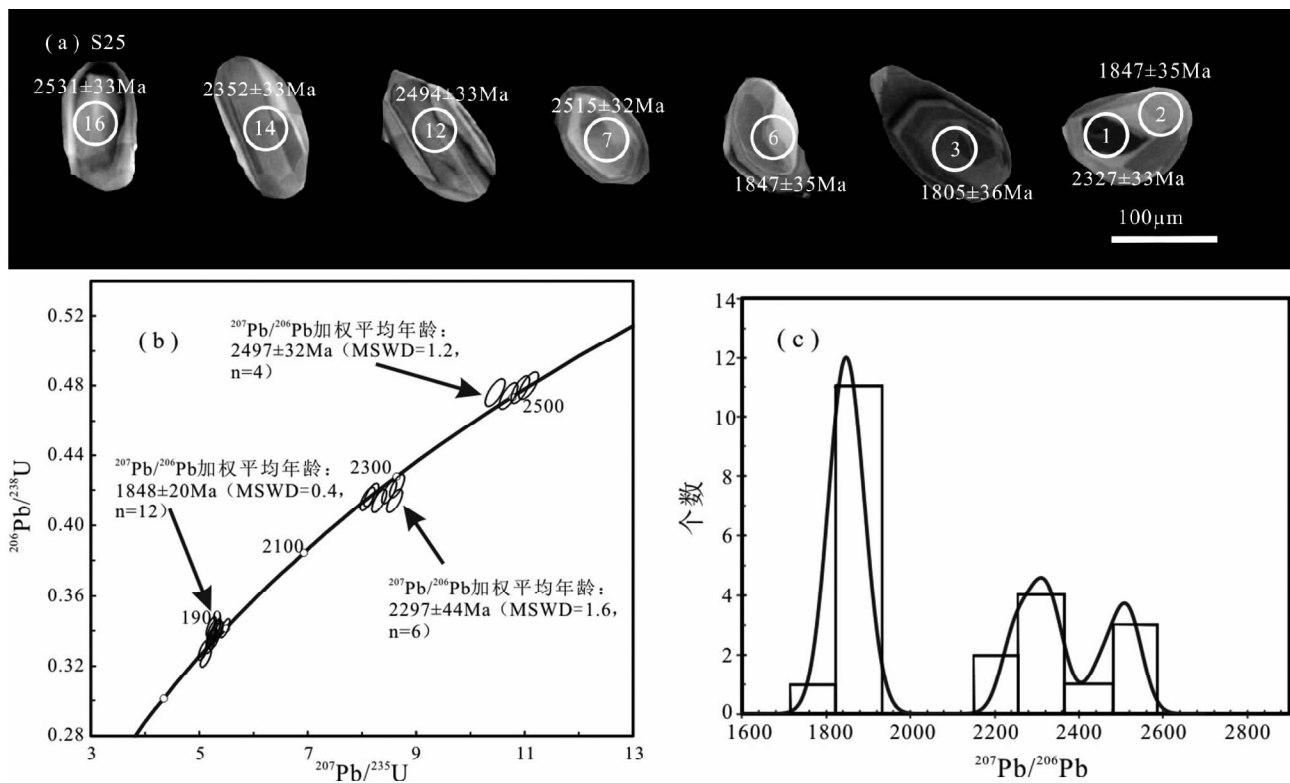 (a) S25
2531±33Ma
16
2352±33Ma
14
2494±33Ma
12
2515±32Ma
7
6
1847±35Ma
3
1805±36Ma
1847±35Ma
2
1
2327±33Ma
100μm
(b)
²⁰⁷Pb/²⁰⁶Pb加权平均年龄：
2497±32Ma（MSWD=1.2，
n=4）
2500
²⁰⁷Pb/²⁰⁶Pb加权平均年龄：
1848±20Ma（MSWD=0.4，
n=12）
2300
2100
1900
²⁰⁷Pb/²⁰⁶Pb加权平均年龄：
2297±44Ma（MSWD=1.6，
n=6）
²⁰⁶Pb/²³⁸U
0.52
0.48
0.44
0.40
0.36
0.32
0.28
3 5 7 9 11 13
²⁰⁷Pb/²³⁵U
(c)
个数
14
12
10
8
6
4
2
0
1600 1800 2000 2200 2400 2600 2800
²⁰⁷Pb/²⁰⁶Pb